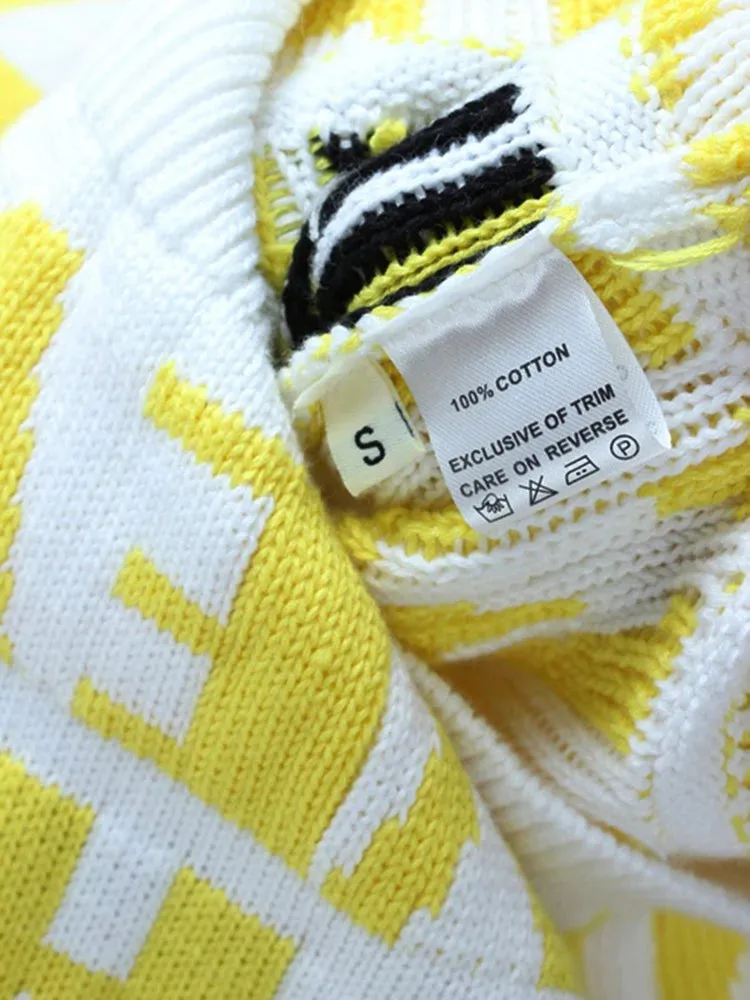 100% COTTON
EXCLUSIVE OF TRIM
CARE ON REVERSE
P
S